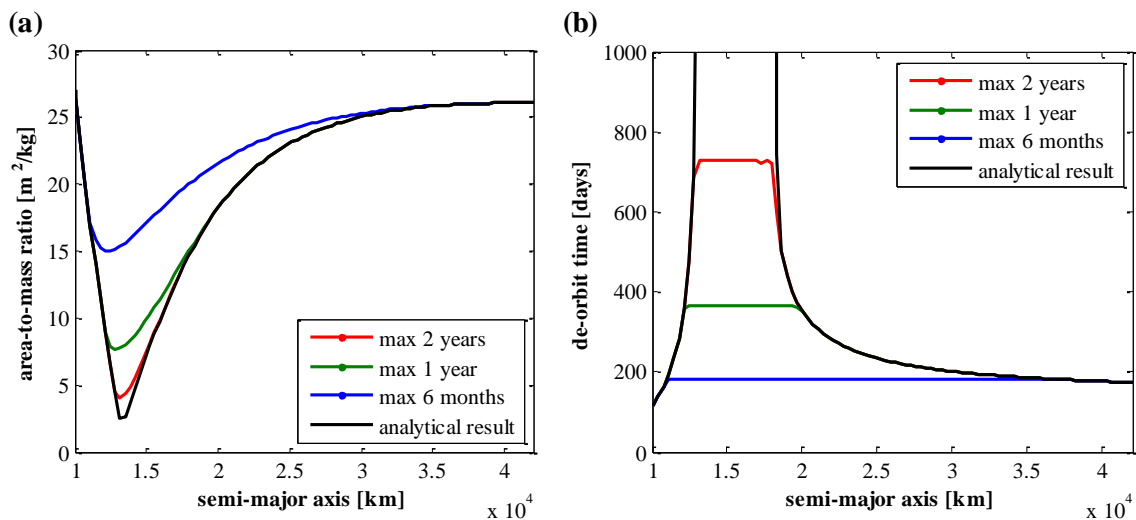 (a)
30
25
20
15
10
5
0
area-to-mass ratio [m 2/kg]
max 2 years
max 1 year
max 6 months
analytical result
1 1.5 2 2.5 3 3.5 4
semi-major axis [km]
x 10 4
(b)
1000
800
600
400
200
0
de-orbit time [days]
max 2 years
max 1 year
max 6 months
analytical result
1 1.5 2 2.5 3 3.5 4
semi-major axis [km]
x 10 4